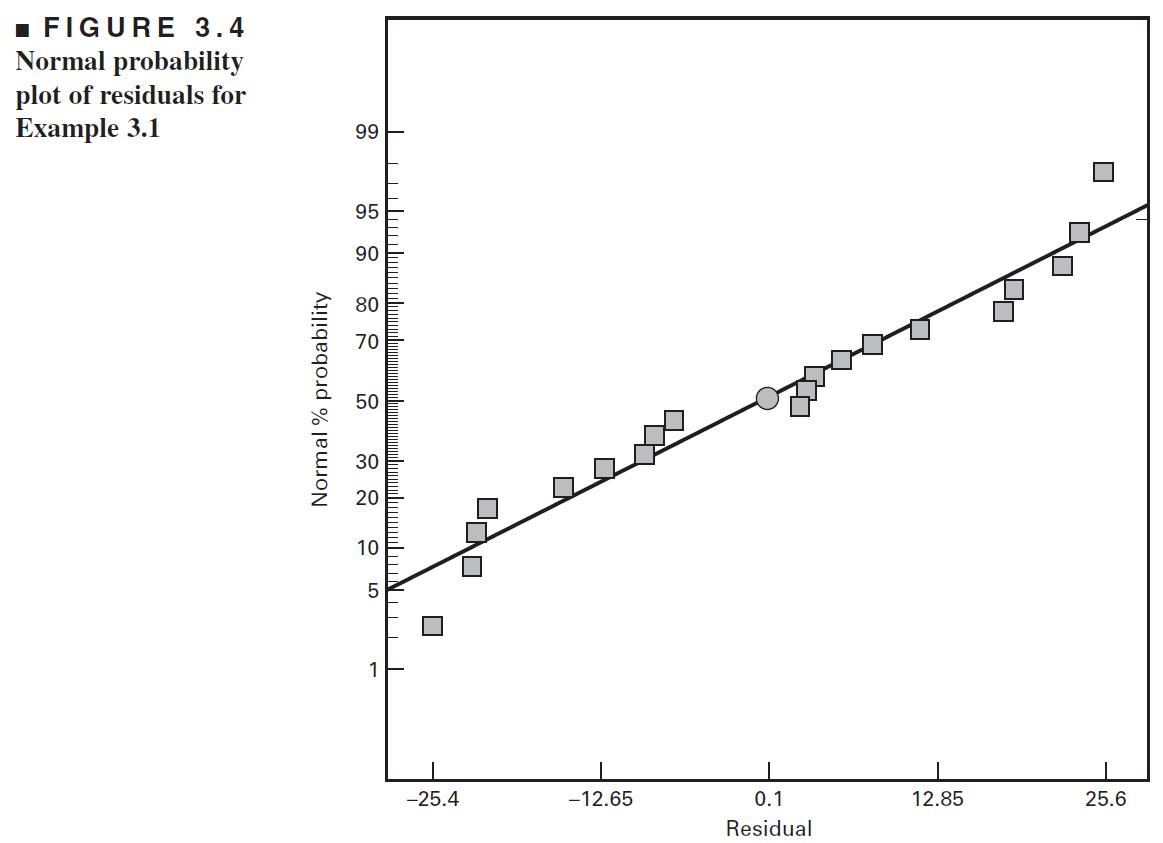 ■ FIGURE 3.4
Normal probability
plot of residuals for
Example 3.1
99
95
90
80
70
50
30
20
10
5
1
Normal % probability
−25.4 −12.65 0.1 12.85 25.6
Residual